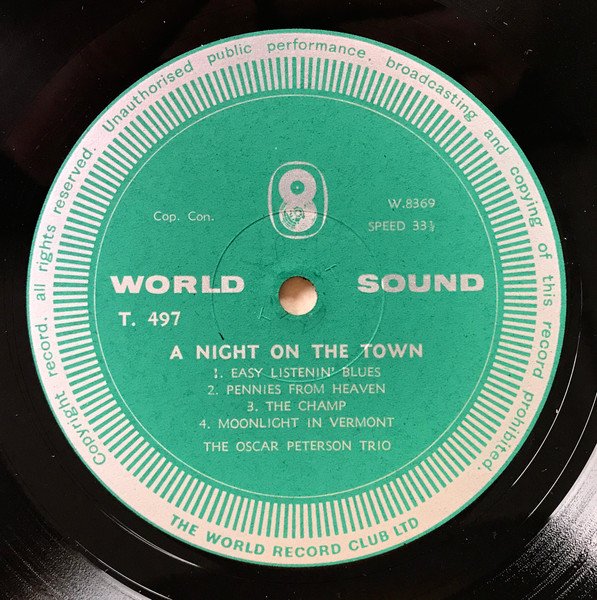 Copyright record. all rights reserved. Unauthorised public performance broadcasting and copying of this record prohibited.
Cop. Con.
W.8369
SPEED 33⅓
WORLD SOUND
T. 497
A NIGHT ON THE TOWN
1. EASY LISTENIN' BLUES
2. PENNIES FROM HEAVEN
3. THE CHAMP
4. MOONLIGHT IN VERMONT
THE OSCAR PETERSON TRIO
THE WORLD RECORD CLUB LTD